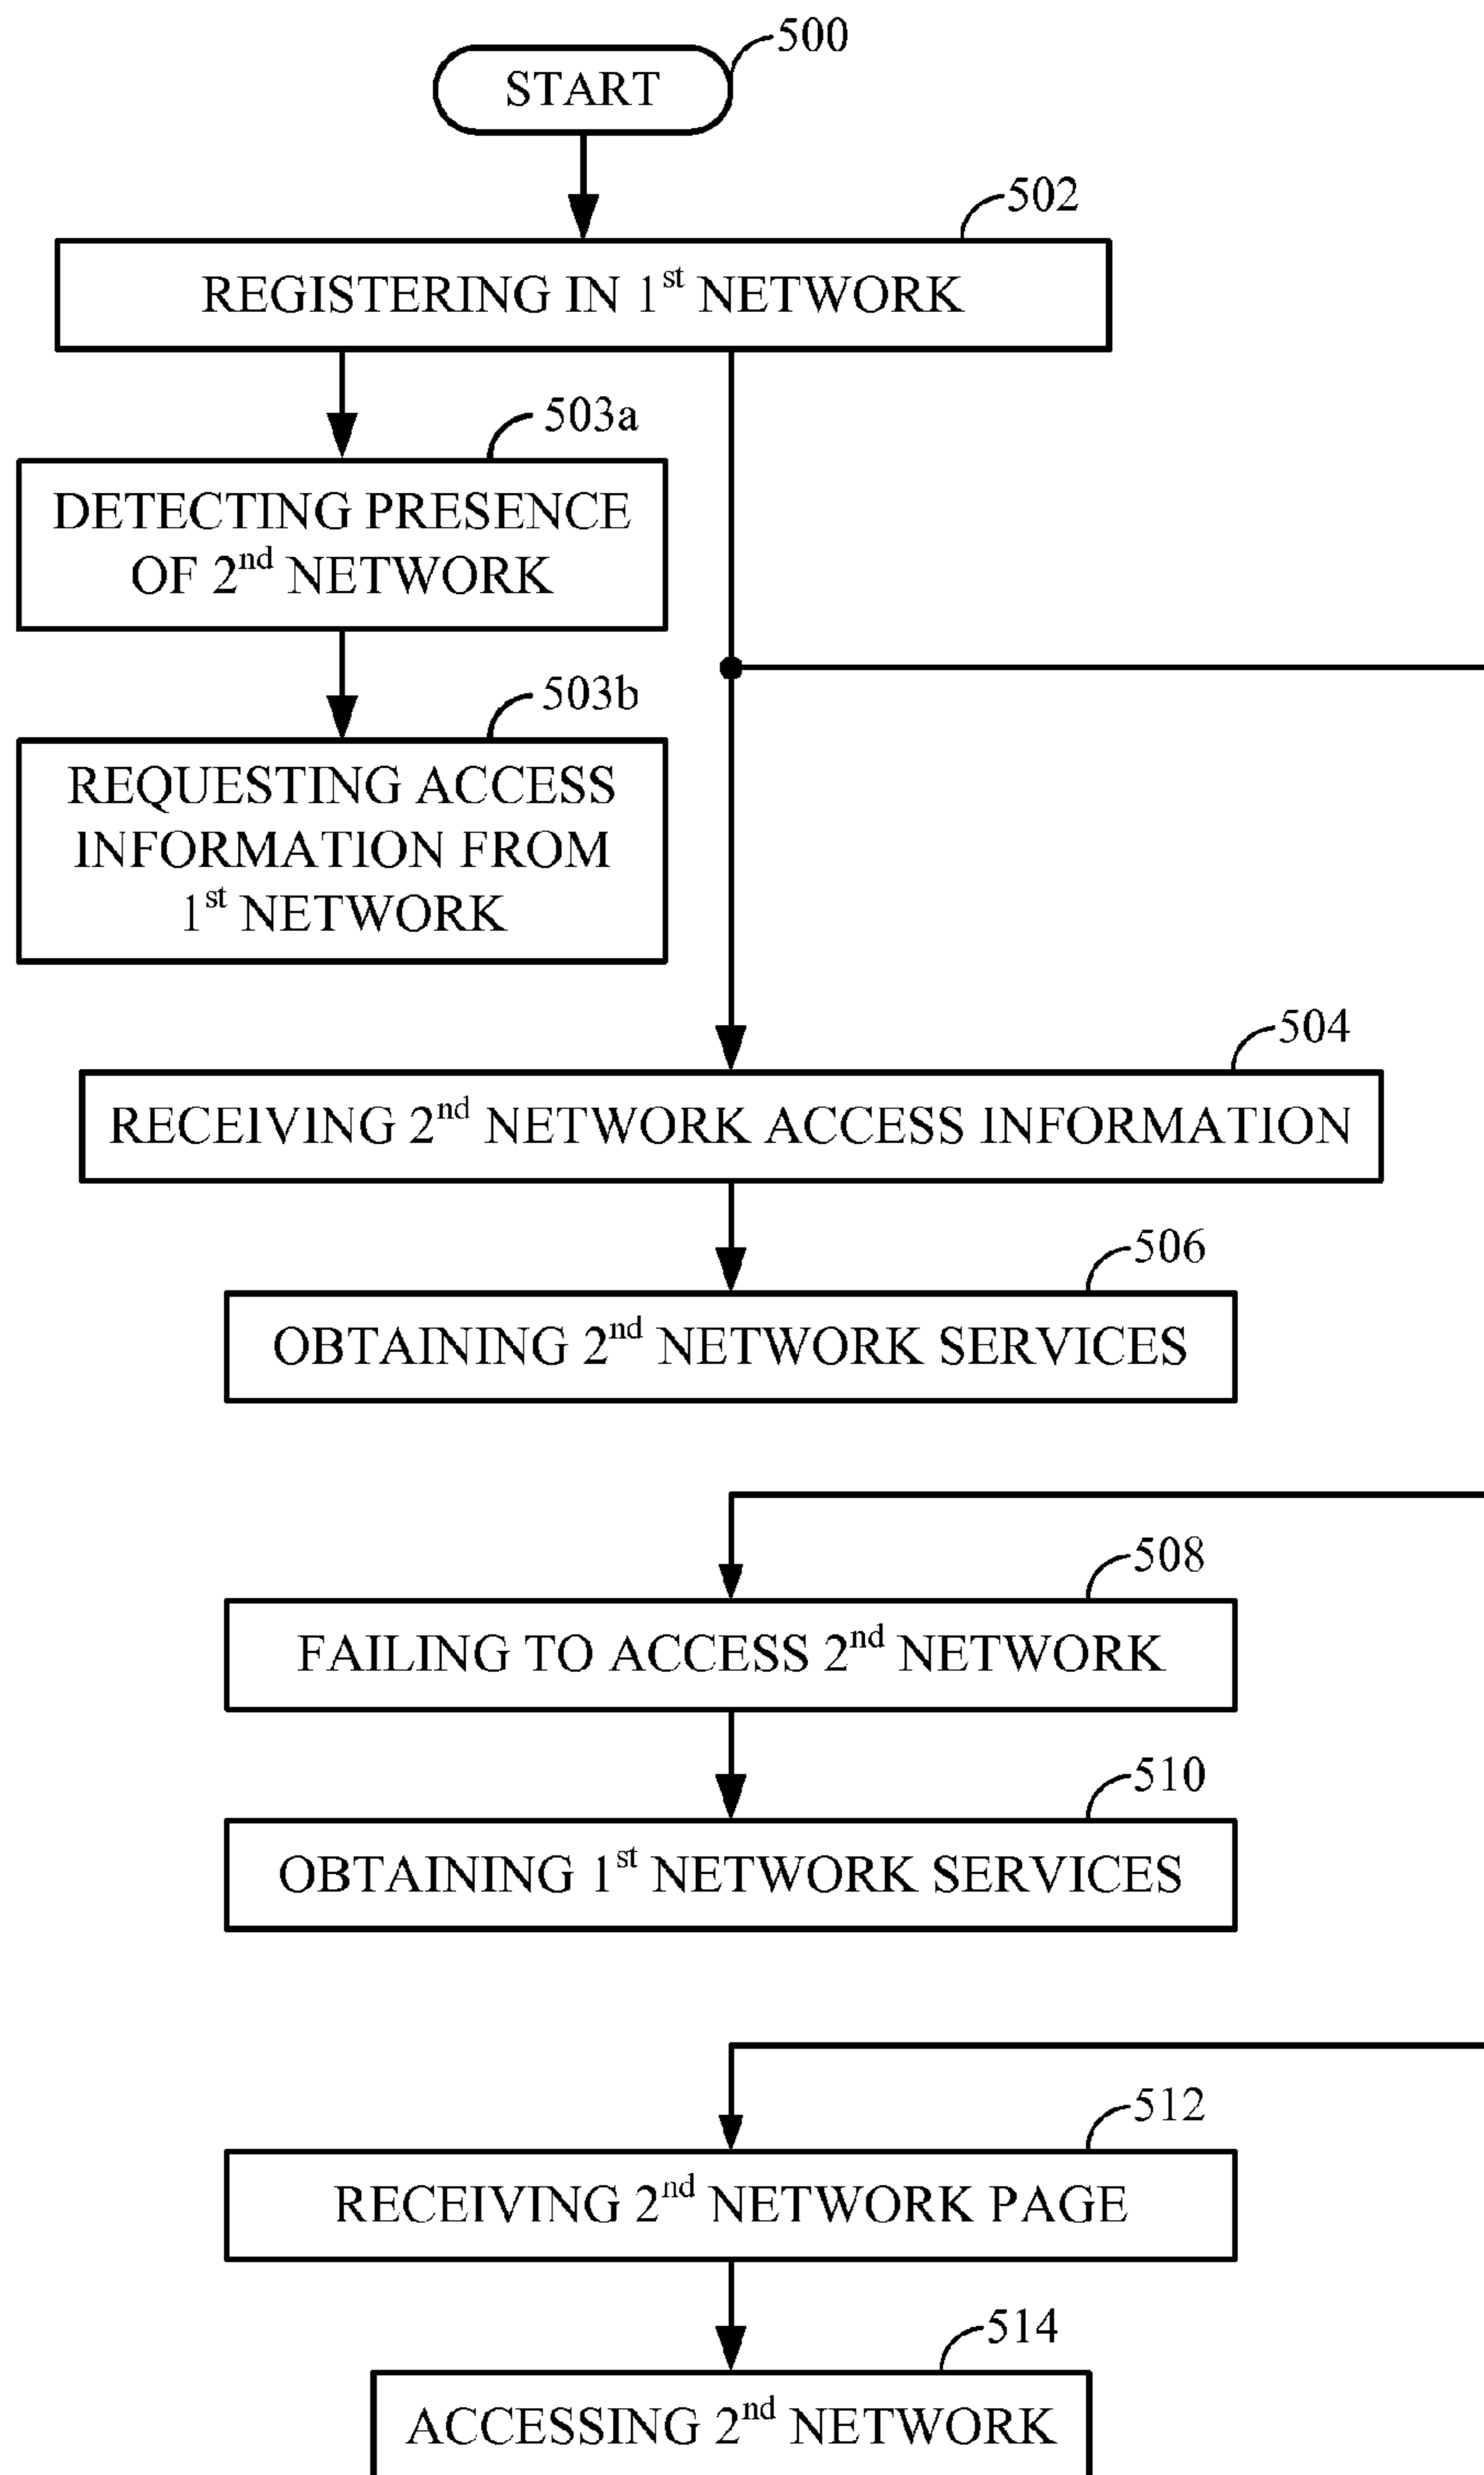 500
START
502
REGISTERING IN 1st NETWORK
503a
DETECTING PRESENCE
OF 2nd NETWORK
503b
REQUESTING ACCESS
INFORMATION FROM
1st NETWORK
504
RECEIVING 2nd NETWORK ACCESS INFORMATION
506
OBTAINING 2nd NETWORK SERVICES
508
FAILING TO ACCESS 2nd NETWORK
510
OBTAINING 1st NETWORK SERVICES
512
RECEIVING 2nd NETWORK PAGE
514
ACCESSING 2nd NETWORK